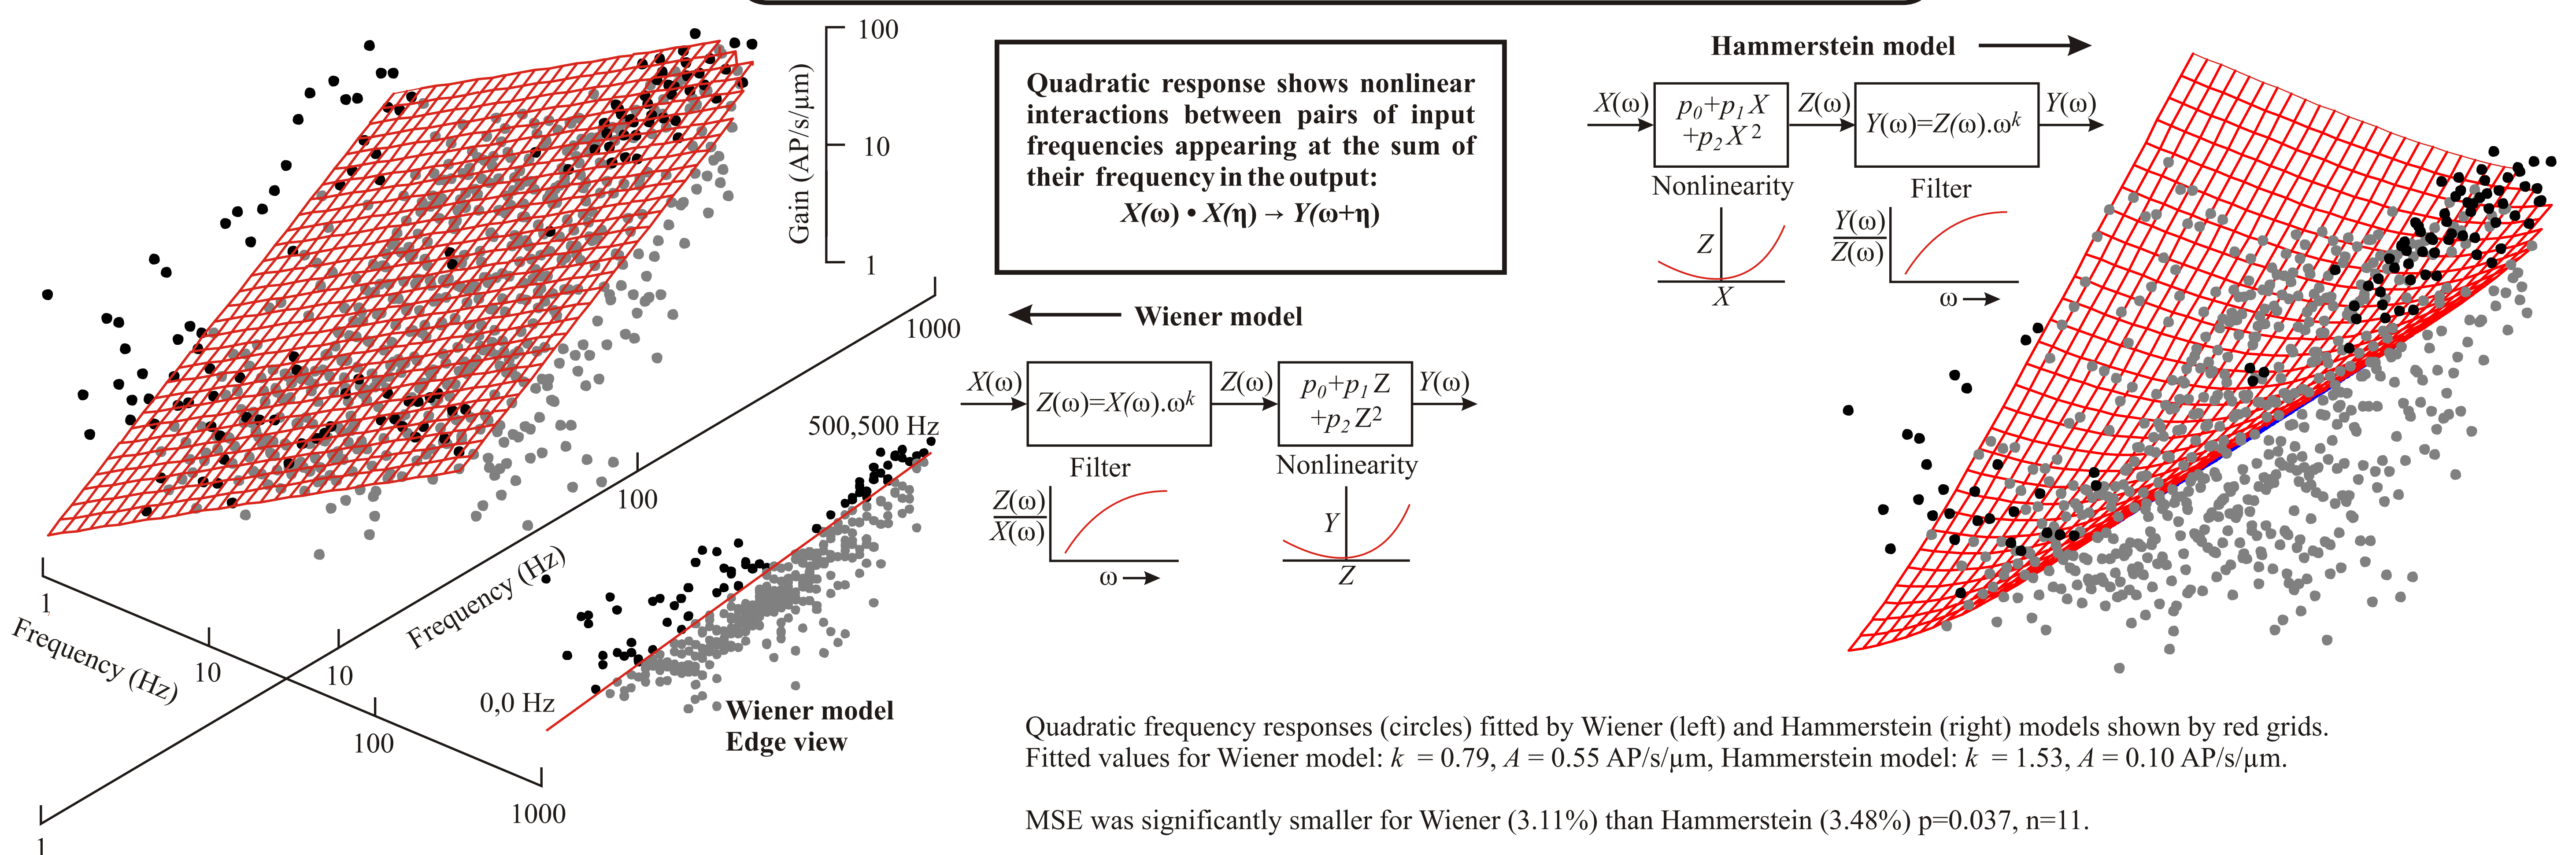 100
10
1
Gain (AP/s/µm)
1000
100
10
1
Frequency (Hz)
1
10
100
1000
Frequency (Hz)
500,500 Hz
0,0 Hz
Wiener model
Edge view
Quadratic response shows nonlinear
interactions between pairs of input
frequencies appearing at the sum of
their frequency in the output:
X(ω) • X(η) → Y(ω+η)
Wiener model
X(ω)
Z(ω)=X(ω).ωᵏ
Z(ω)
p₀+p₁Z
+p₂Z²
Y(ω)
Filter
Nonlinearity
Z(ω)
X(ω)
ω
Y
Z
Hammerstein model
X(ω)
p₀+p₁X
+p₂X²
Z(ω)
Y(ω)=Z(ω).ωᵏ
Y(ω)
Nonlinearity
Filter
Z
X
Y(ω)
Z(ω)
ω
Quadratic frequency responses (circles) fitted by Wiener (left) and Hammerstein (right) models shown by red grids.
Fitted values for Wiener model: k = 0.79, A = 0.55 AP/s/µm, Hammerstein model: k = 1.53, A = 0.10 AP/s/µm.
MSE was significantly smaller for Wiener (3.11%) than Hammerstein (3.48%) p=0.037, n=11.